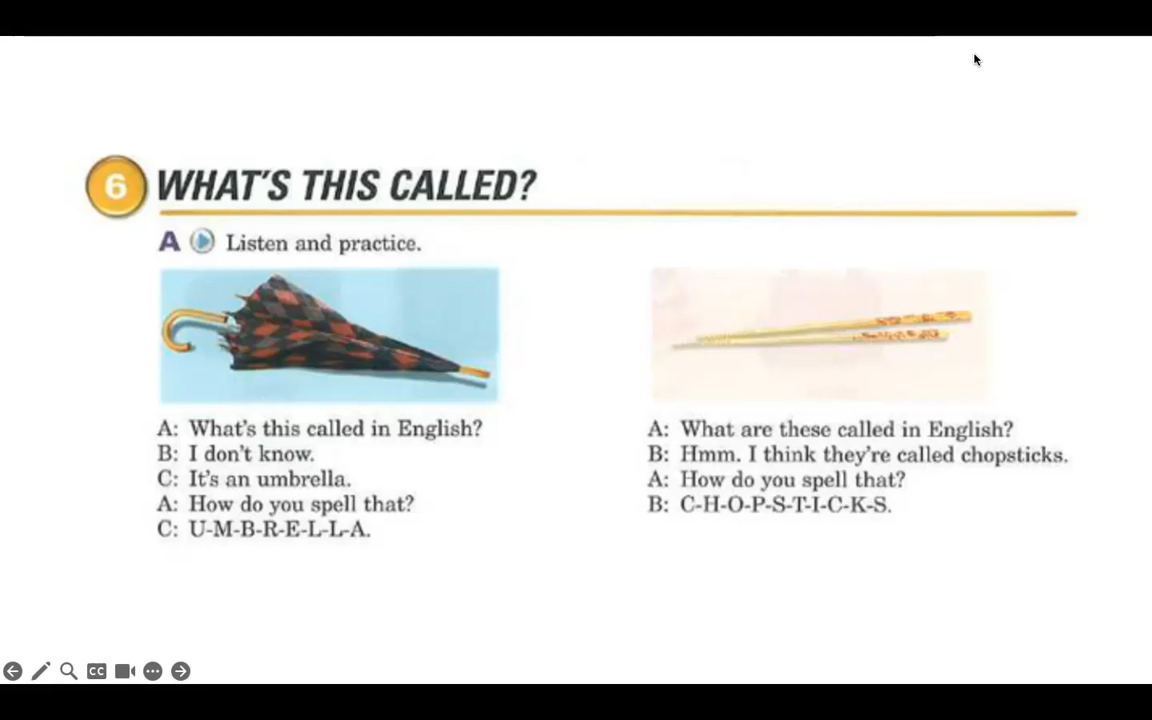 6 WHAT'S THIS CALLED?
A Listen and practice.
A: What's this called in English?
B: I don't know.
C: It's an umbrella.
A: How do you spell that?
C: U-M-B-R-E-L-L-A.
A: What are these called in English?
B: Hmm. I think they're called chopsticks.
A: How do you spell that?
B: C-H-O-P-S-T-I-C-K-S.
CC